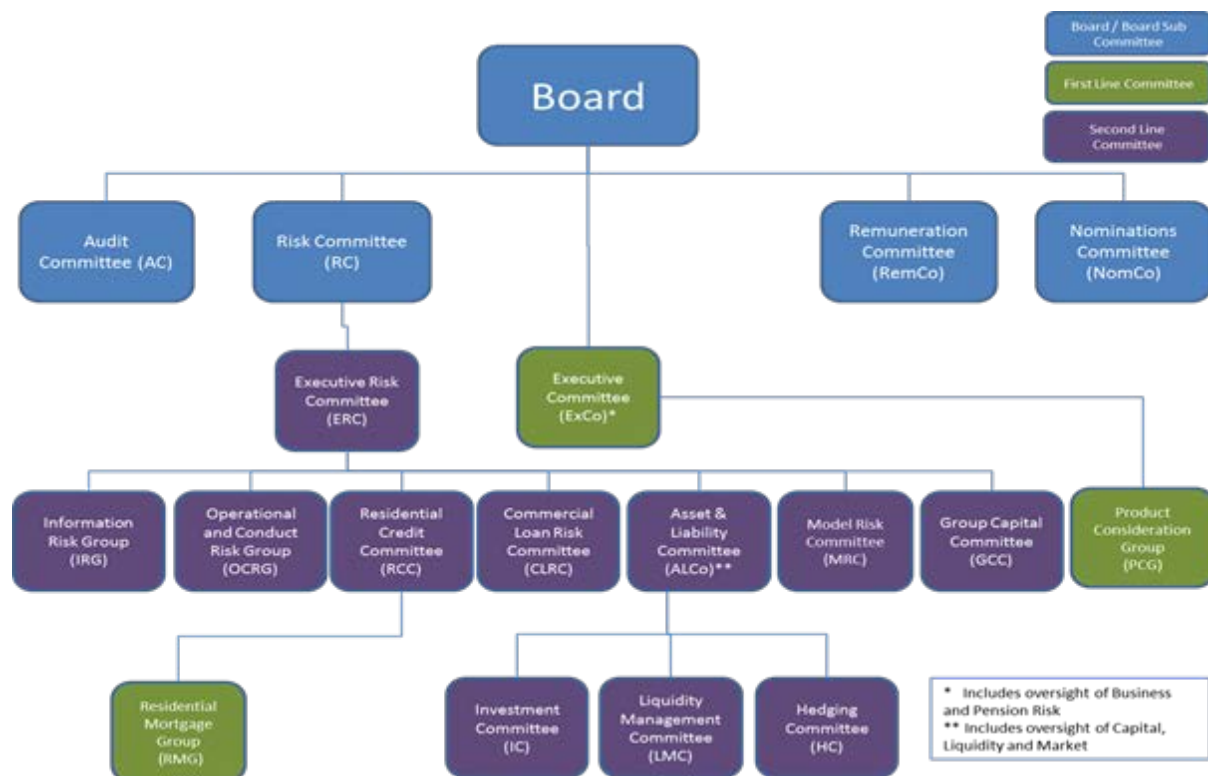 Board / Board Sub
Committee
First Line Committee
Second Line
Committee
Board
Audit
Committee (AC)
Risk Committee
(RC)
Remuneration
Committee
(RemCo)
Nominations
Committee
(NomCo)
Executive Risk
Committee
(ERC)
Executive
Committee
(ExCo)*
Information
Risk Group
(IRG)
Operational
and Conduct
Risk Group
(OCRG)
Residential
Credit
Committee
(RCC)
Commercial
Loan Risk
Committee
(CLRC)
Asset &
Liability
Committee
(ALCo)**
Model Risk
Committee
(MRC)
Group Capital
Committee
(GCC)
Product
Consideration
Group
(PCG)
Residential
Mortgage
Group
(RMG)
Investment
Committee
(IC)
Liquidity
Management
Committee
(LMC)
Hedging
Committee
(HC)
* Includes oversight of Business
and Pension Risk
** Includes oversight of Capital,
Liquidity and Market